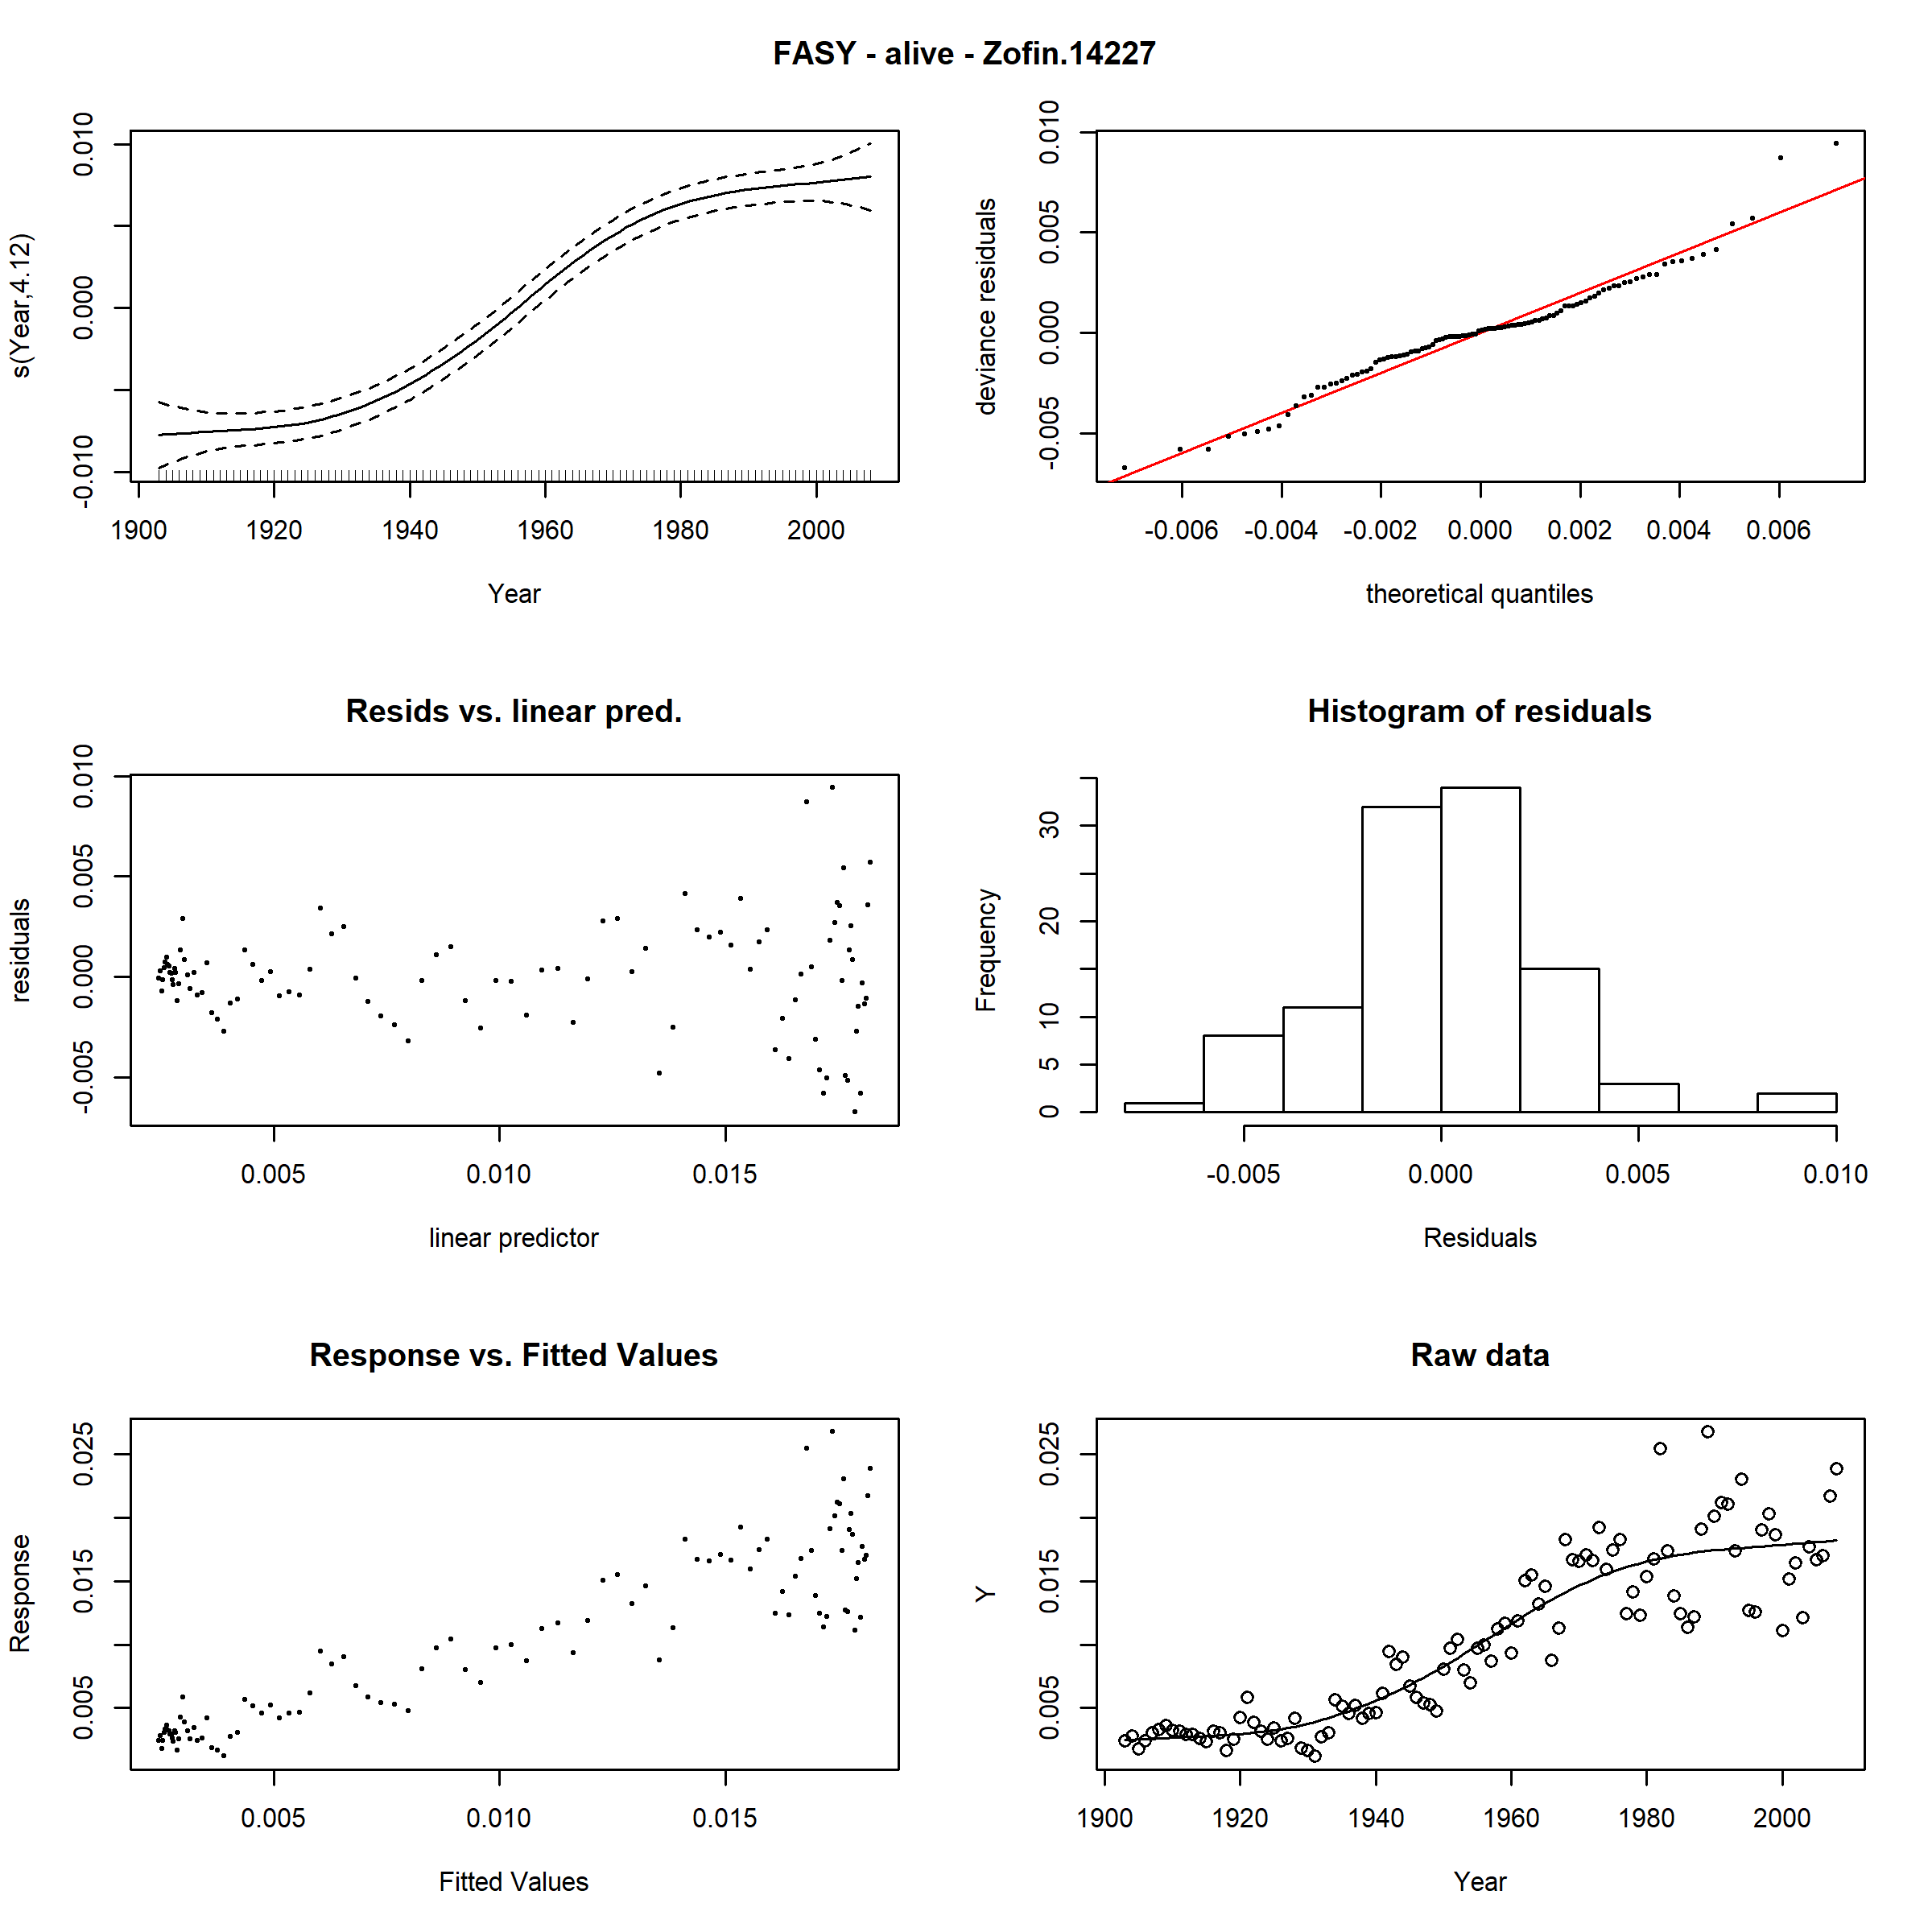 FASY - alive - Zofin.14227
s(Year,4.12)
-0.010 0.000 0.010
1900 1920 1940 1960 1980 2000
Year
deviance residuals
-0.005 0.000 0.005 0.010
-0.006 -0.004 -0.002 0.000 0.002 0.004 0.006
theoretical quantiles
Resids vs. linear pred.
residuals
-0.005 0.000 0.005 0.010
0.005 0.010 0.015
linear predictor
Histogram of residuals
Frequency
0 5 10 20 30
-0.005 0.000 0.005 0.010
Residuals
Response vs. Fitted Values
Response
0.005 0.015 0.025
0.005 0.010 0.015
Fitted Values
Raw data
Y
0.005 0.015 0.025
1900 1920 1940 1960 1980 2000
Year